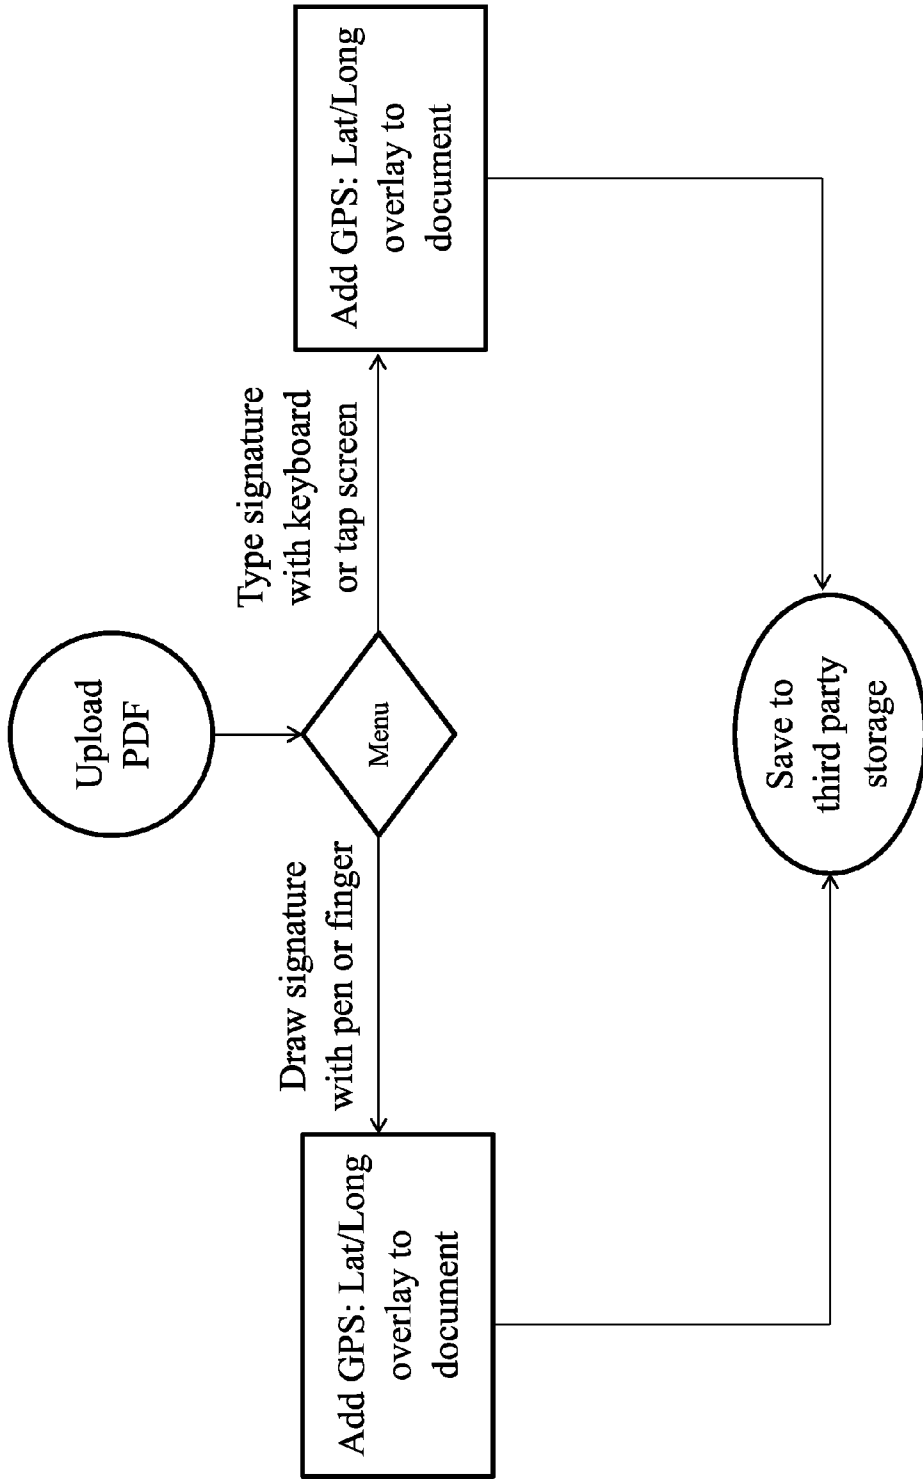 Upload
PDF
Menu
Draw signature
with pen or finger
Type signature
with keyboard
or tap screen
Add GPS: Lat/Long
overlay to
document
Add GPS: Lat/Long
overlay to
document
Save to
third party
storage